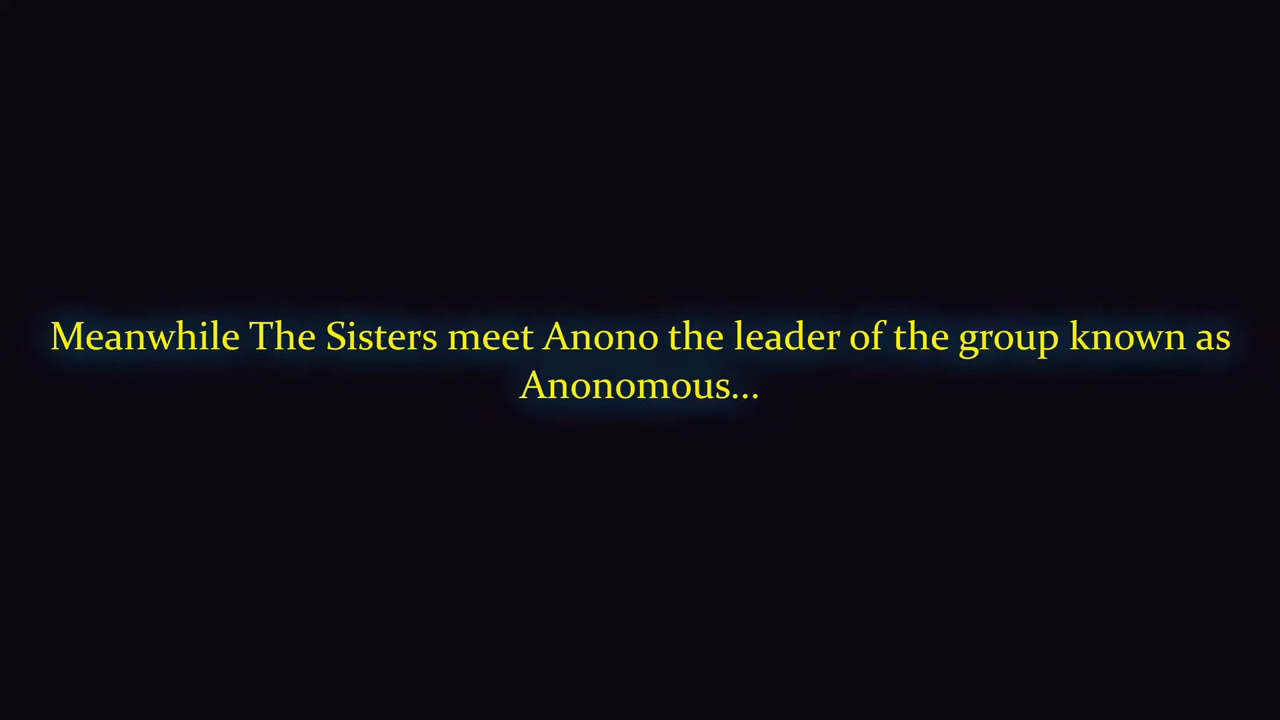 Meanwhile The Sisters meet Anono the leader of the group known as
Anonomous...